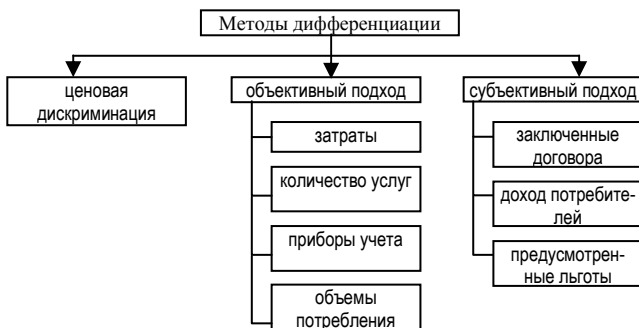 Методы дифференциации
ценовая
дискриминация
объективный подход
затраты
количество услуг
приборы учета
объемы
потребления
субъективный подход
заключенные
договора
доход потребите-
лей
предусмотрен-
ные льготы